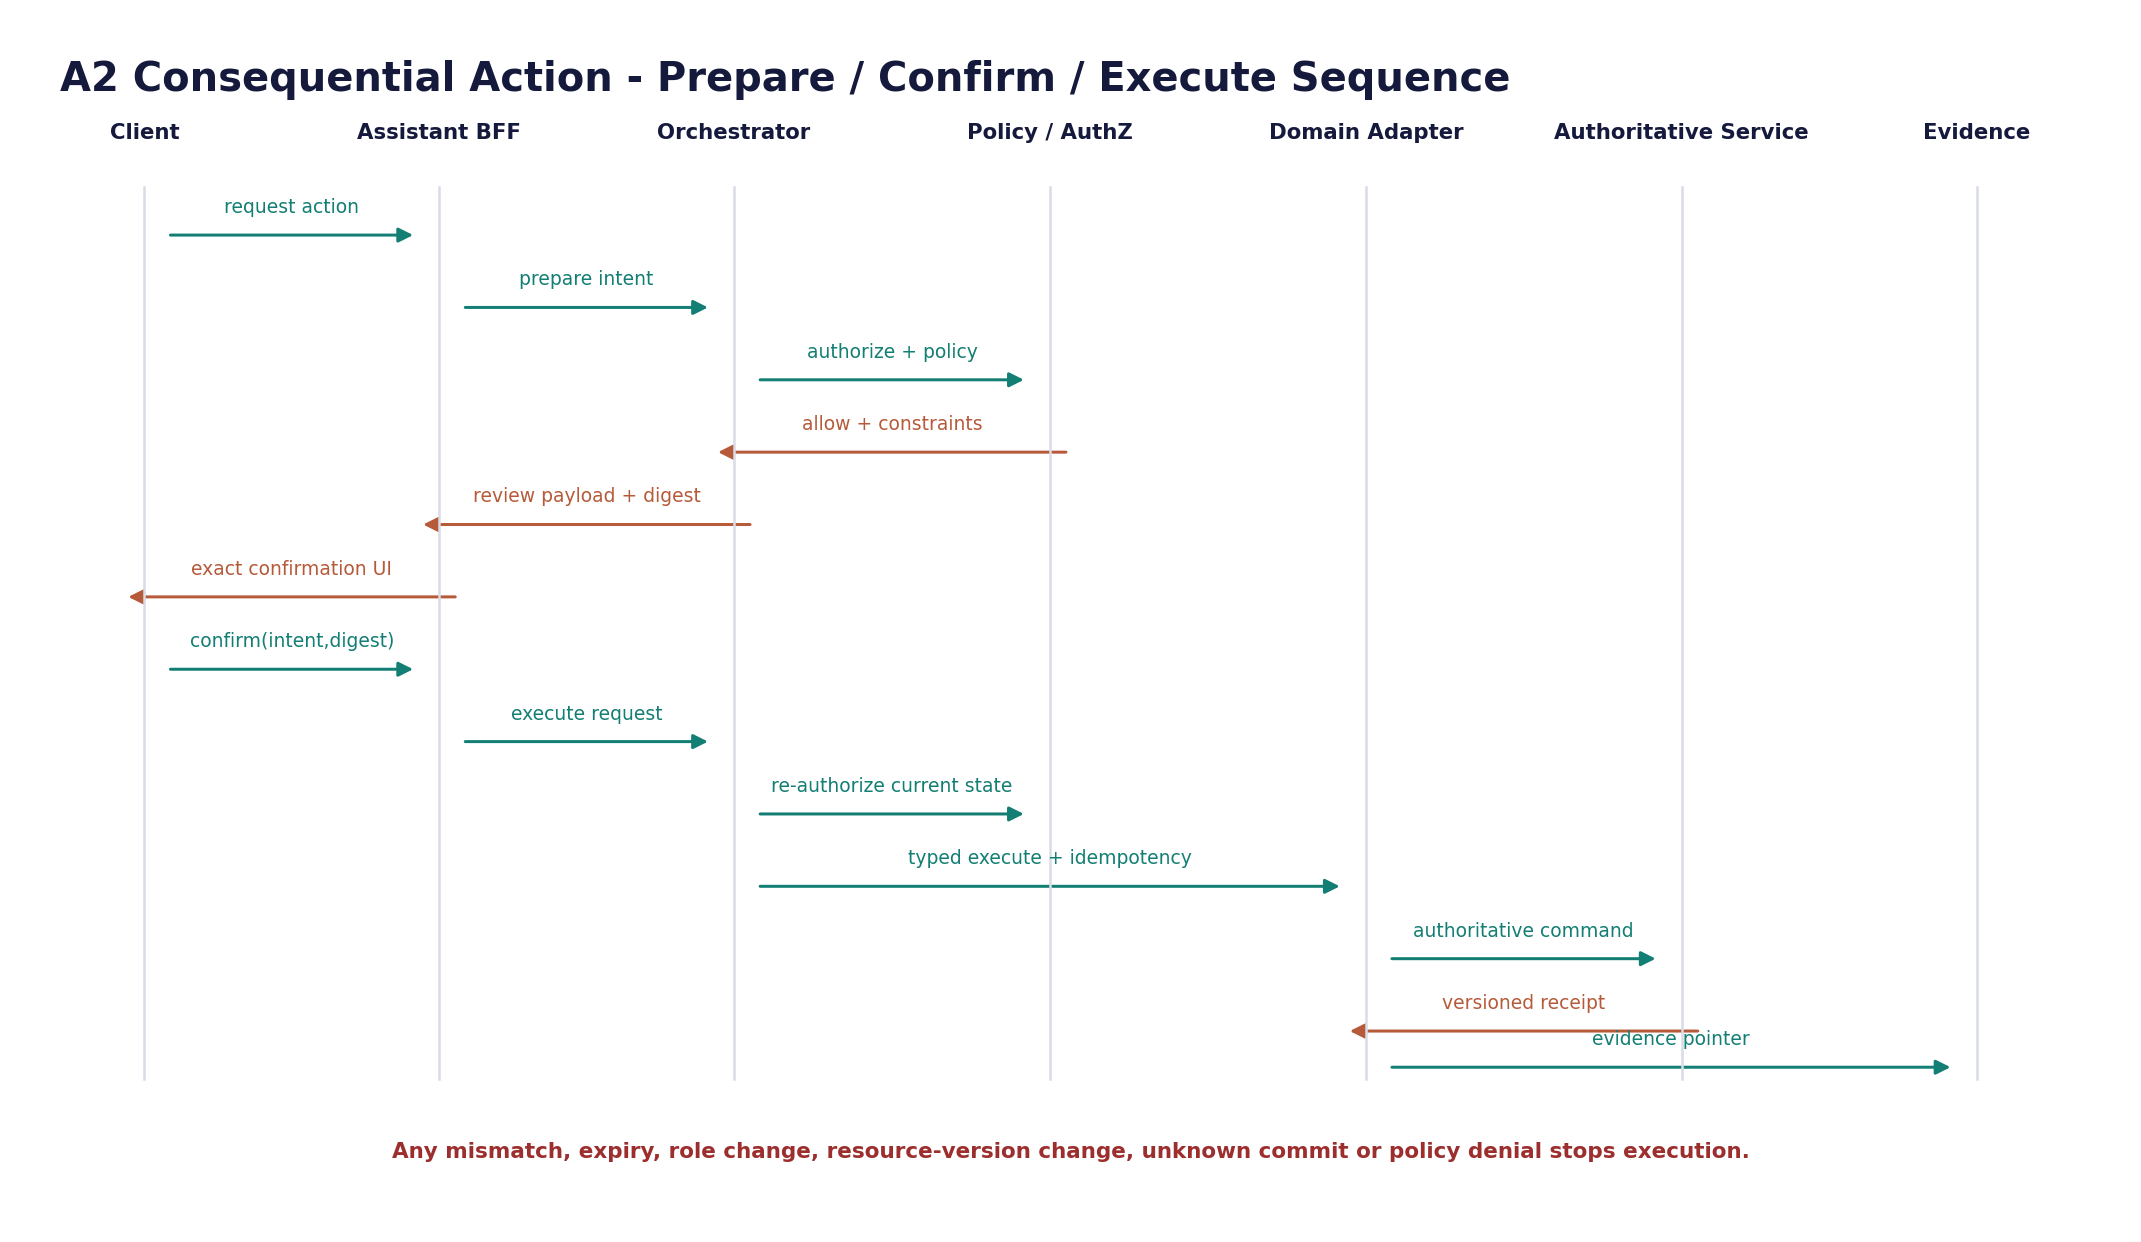 A2 Consequential Action - Prepare / Confirm / Execute Sequence
Client Assistant BFF Orchestrator Policy / AuthZ Domain Adapter Authoritative Service Evidence
request action
prepare intent
authorize + policy
allow + constraints
review payload + digest
exact confirmation UI
confirm(intent,digest)
execute request
re-authorize current state
typed execute + idempotency
authoritative command
versioned receipt
evidence pointer
Any mismatch, expiry, role change, resource-version change, unknown commit or policy denial stops execution.